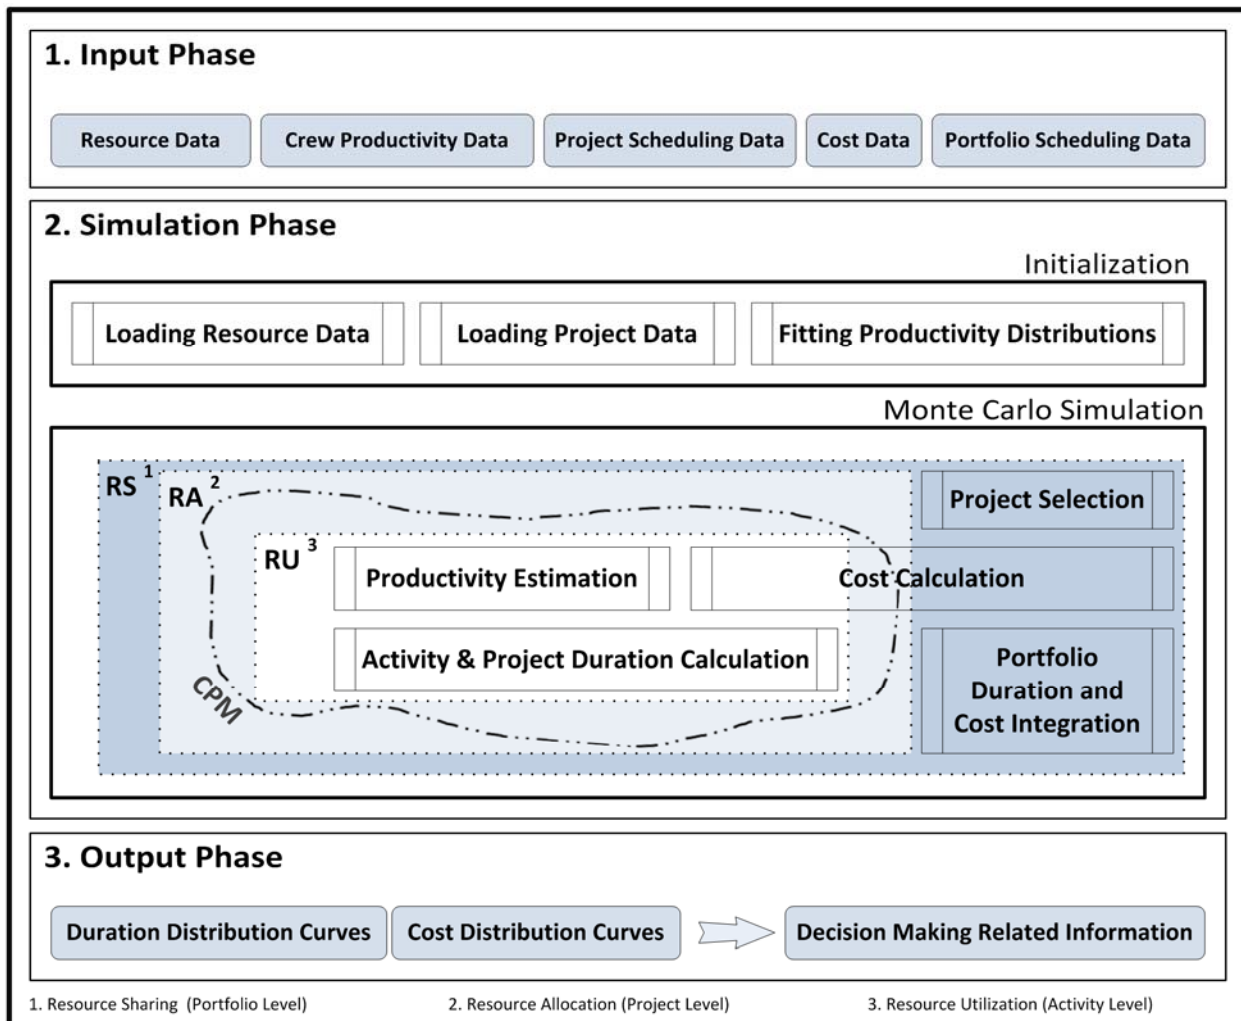 1. Input Phase
Resource Data
Crew Productivity Data
Project Scheduling Data
Cost Data
Portfolio Scheduling Data
2. Simulation Phase
Initialization
Loading Resource Data
Loading Project Data
Fitting Productivity Distributions
Monte Carlo Simulation
RS 1
RA 2
RU 3
CPM
Project Selection
Productivity Estimation
Cost Calculation
Activity & Project Duration Calculation
Portfolio
Duration and
Cost Integration
3. Output Phase
Duration Distribution Curves
Cost Distribution Curves
Decision Making Related Information
1. Resource Sharing (Portfolio Level)
2. Resource Allocation (Project Level)
3. Resource Utilization (Activity Level)